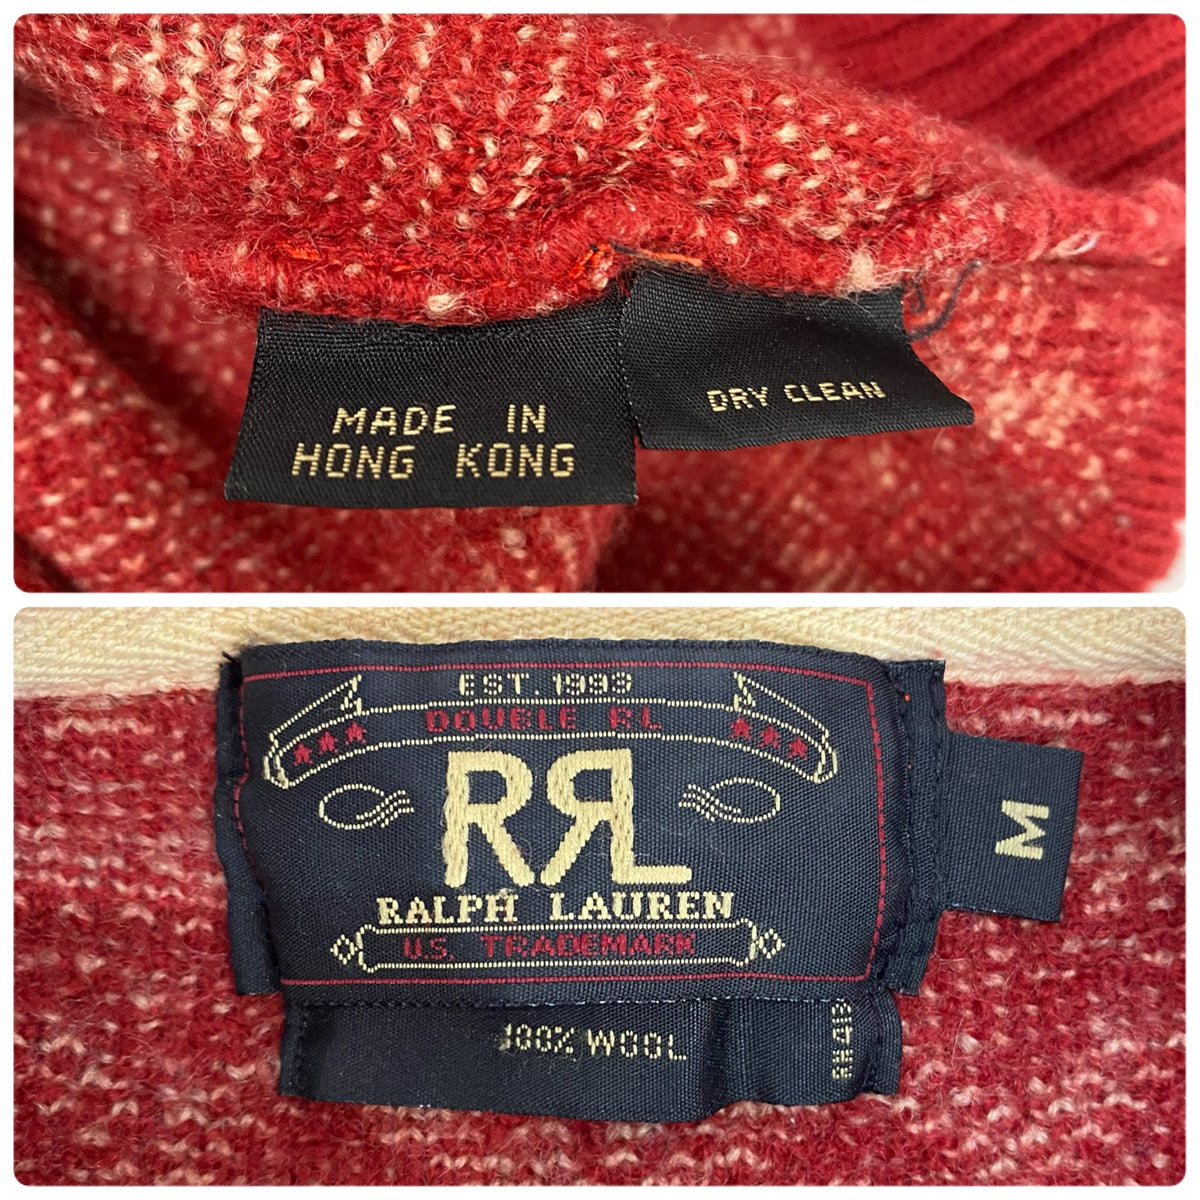 MADE IN
HONG KONG
DRY CLEAN
EST. 1993
DOUBLE RL
RRL
RALPH LAUREN
U.S. TRADEMARK
M
100% WOOL